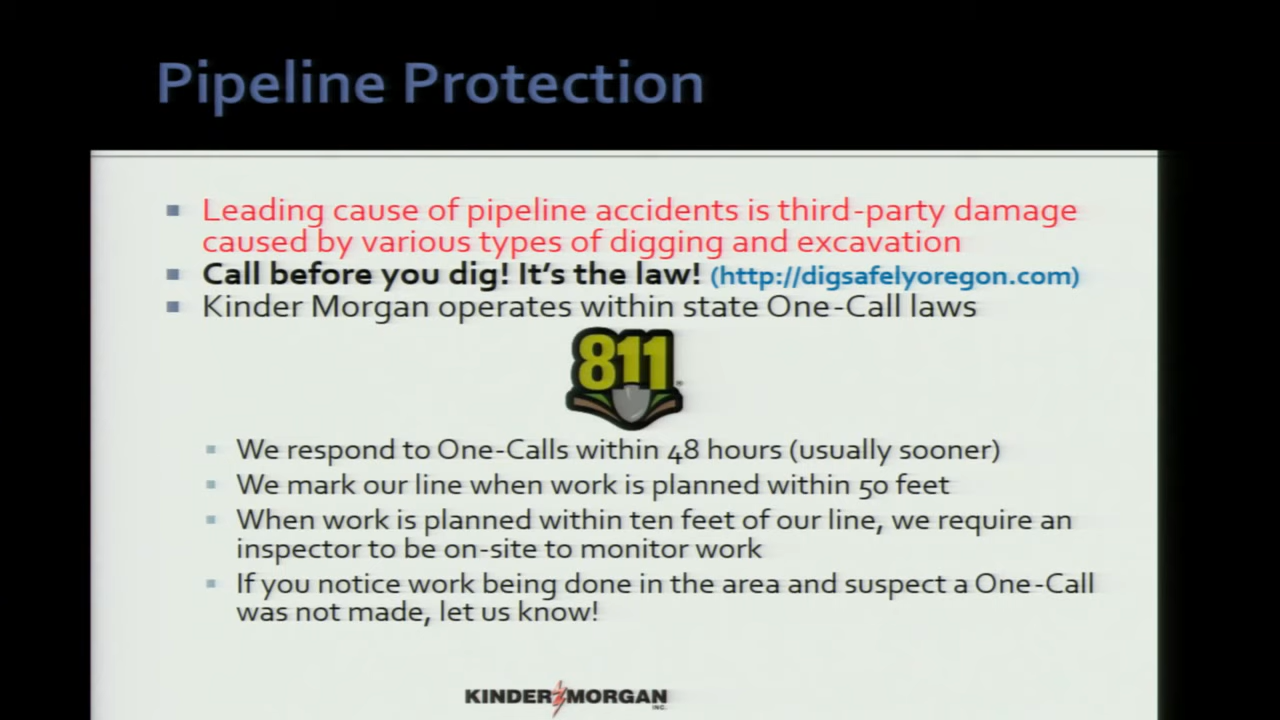 Pipeline Protection
Leading cause of pipeline accidents is third-party damage
caused by various types of digging and excavation
Call before you dig! It's the law! (http://digsafelyoregon.com)
Kinder Morgan operates within state One-Call laws
811
We respond to One-Calls within 48 hours (usually sooner)
We mark our line when work is planned within 50 feet
When work is planned within ten feet of our line, we require an
inspector to be on-site to monitor work
If you notice work being done in the area and suspect a One-Call
was not made, let us know!
KINDER MORGAN INC.